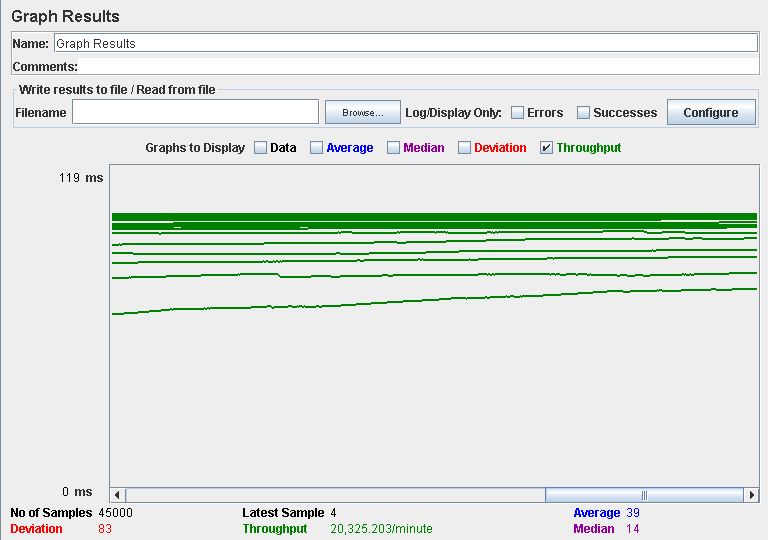 Graph Results
Name: Graph Results
Comments:
Write results to file / Read from file
Filename Browse... Log/Display Only: Errors Successes Configure
Graphs to Display Data Average Median Deviation Throughput
119 ms
0 ms
No of Samples 45000 Latest Sample 4 Average 39
Deviation 83 Throughput 20,325.203/minute Median 14